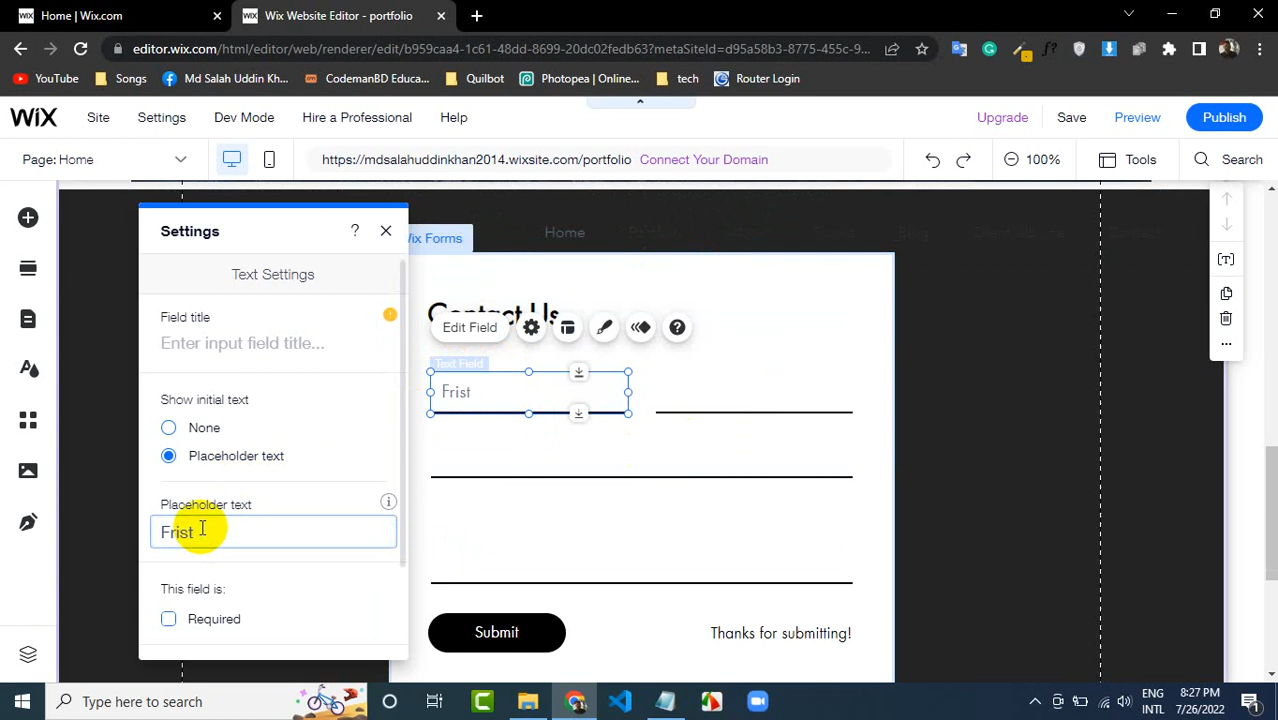 Home | Wix.com
Wix Website Editor - portfolio
editor.wix.com/html/editor/web/renderer/edit/b959caa4-1c61-48dd-8699-20dc02fedb63?metaSiteId=d95a58b3-8775-455c-9...
YouTube
Songs
Md Salah Uddin Kh...
CodemanBD Educa...
Quilbot
Photopea | Online...
tech
Router Login
WiX
Site
Settings
Dev Mode
Hire a Professional
Help
Upgrade
Save
Preview
Publish
Page: Home
https://mdsalahuddinkhan2014.wixsite.com/portfolio
Connect Your Domain
100%
Tools
Search
Settings
?
Text Settings
Field title
Enter input field title...
Show initial text
None
Placeholder text
Placeholder text
Frist
This field is:
Required
Wix Forms
Home
Blog
Contact
Contact Us
Edit Field
Text Field
Frist
Submit
Thanks for submitting!
Type here to search
ENG
INTL
8:27 PM
7/26/2022
1